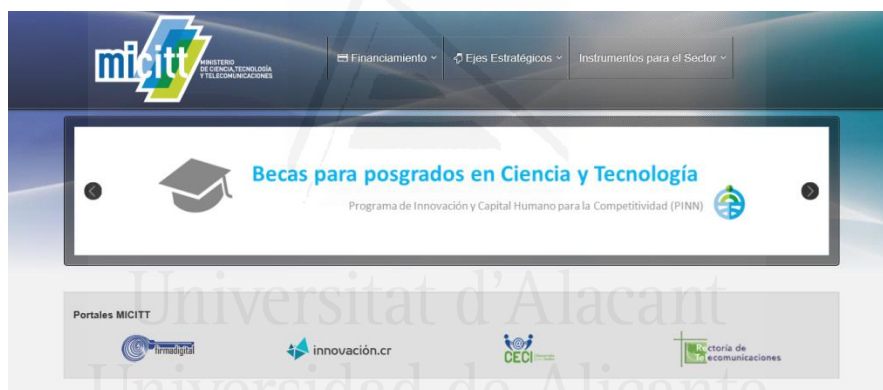 micitt
MINISTERIO
DE CIENCIA, TECNOLOGÍA
Y TELECOMUNICACIONES
Financiamiento
Ejes Estratégicos
Instrumentos para el Sector
Becas para posgrados en Ciencia y Tecnología
Programa de Innovación y Capital Humano para la Competitividad (PINN)
Universitat d'Alacant
Portales MICITT
firmadigital
innovación.cr
CECI
Rectoría de
Telecomunicaciones
Universidad de Alicante